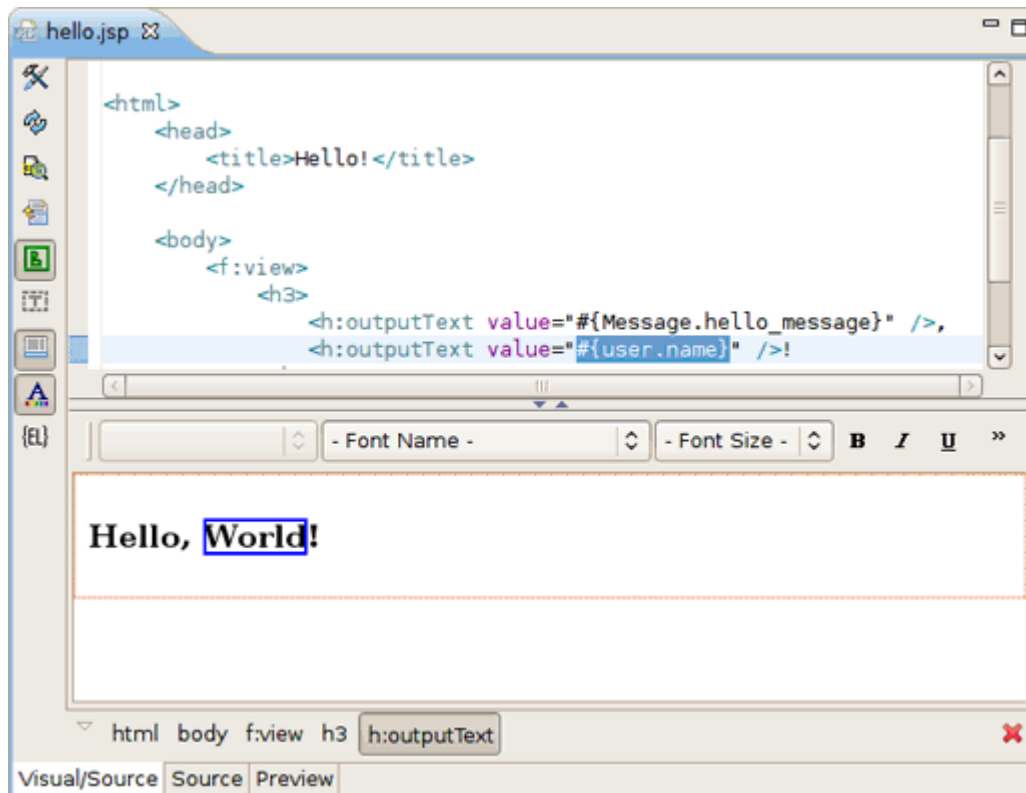 hello.jsp
<html>
<head>
<title>Hello!</title>
</head>
<body>
<f:view>
<h3>
<h:outputText value="#{Message.hello_message}" />,
<h:outputText value="#{user.name}" />!
{EL}
- Font Name -
- Font Size -
B I U »
Hello, World!
html body f:view h3 h:outputText
Visual/Source Source Preview